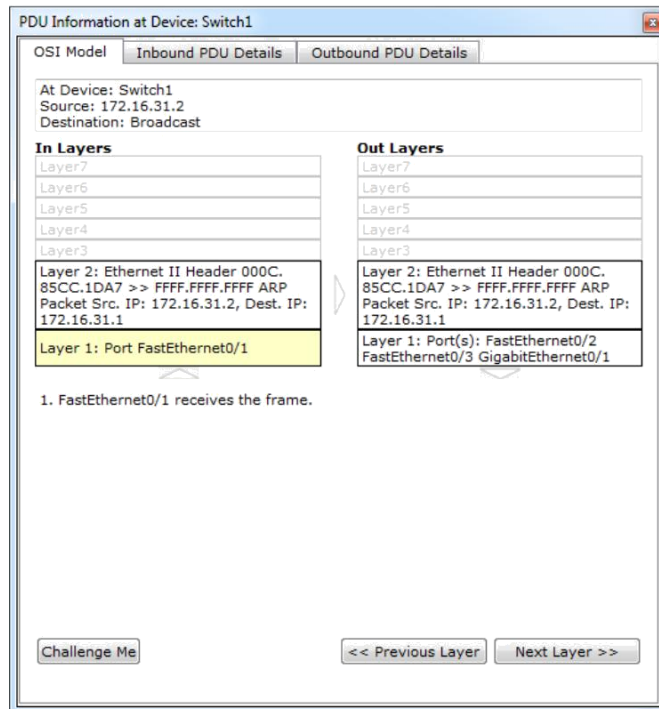 PDU Information at Device: Switch1
OSI Model
Inbound PDU Details
Outbound PDU Details
At Device: Switch1
Source: 172.16.31.2
Destination: Broadcast
In Layers
Layer7
Layer6
Layer5
Layer4
Layer3
Layer 2: Ethernet II Header 000C.
85CC.1DA7 >> FFFF.FFFF.FFFF ARP
Packet Src. IP: 172.16.31.2, Dest. IP:
172.16.31.1
Layer 1: Port FastEthernet0/1
Out Layers
Layer7
Layer6
Layer5
Layer4
Layer3
Layer 2: Ethernet II Header 000C.
85CC.1DA7 >> FFFF.FFFF.FFFF ARP
Packet Src. IP: 172.16.31.2, Dest. IP:
172.16.31.1
Layer 1: Port(s): FastEthernet0/2
FastEthernet0/3 GigabitEthernet0/1
1. FastEthernet0/1 receives the frame.
Challenge Me
<< Previous Layer
Next Layer >>